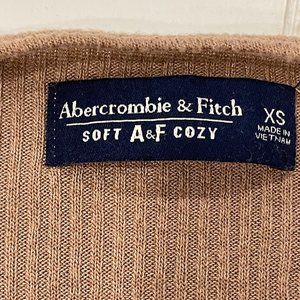 Abercrombie & Fitch
SOFT A&F COZY
XS
MADE IN
VIETNAM